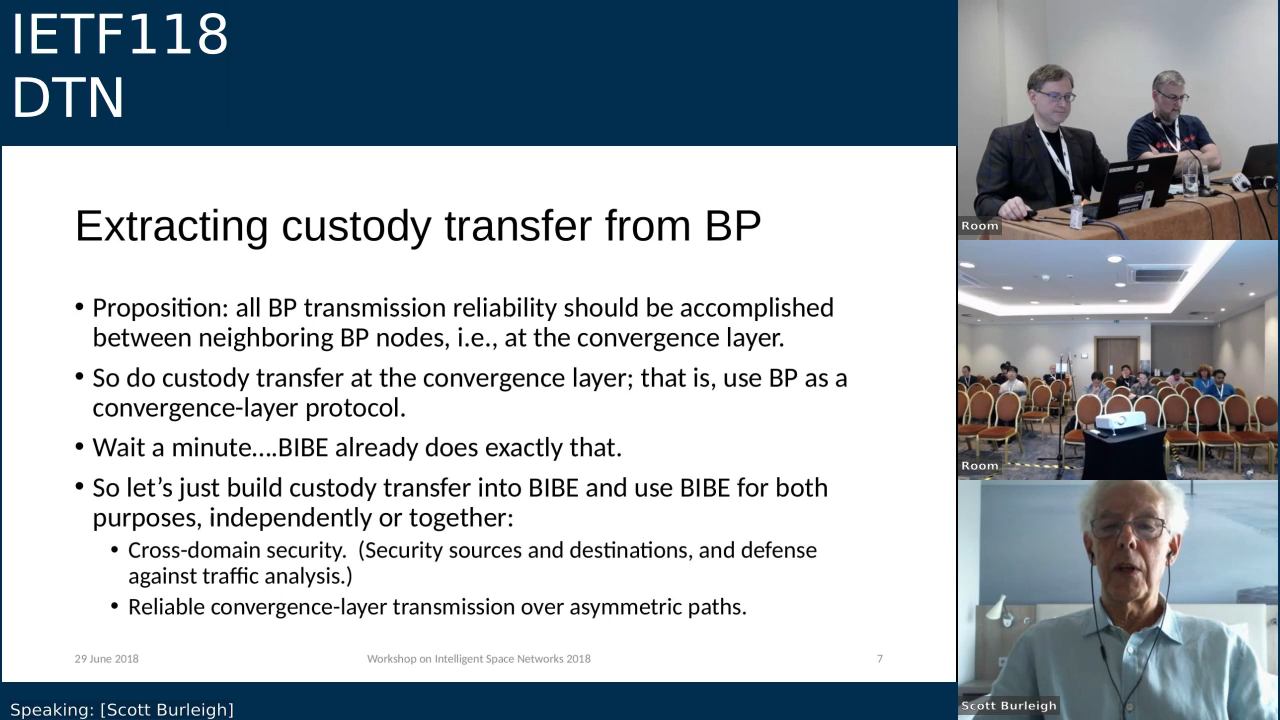 IETF118
DTN
Extracting custody transfer from BP
• Proposition: all BP transmission reliability should be accomplished
between neighboring BP nodes, i.e., at the convergence layer.
• So do custody transfer at the convergence layer; that is, use BP as a
convergence-layer protocol.
• Wait a minute....BIBE already does exactly that.
• So let’s just build custody transfer into BIBE and use BIBE for both
purposes, independently or together:
• Cross-domain security.  (Security sources and destinations, and defense
against traffic analysis.)
• Reliable convergence-layer transmission over asymmetric paths.
29 June 2018
Workshop on Intelligent Space Networks 2018
7
Speaking: [Scott Burleigh]
Room
Room
Scott Burleigh